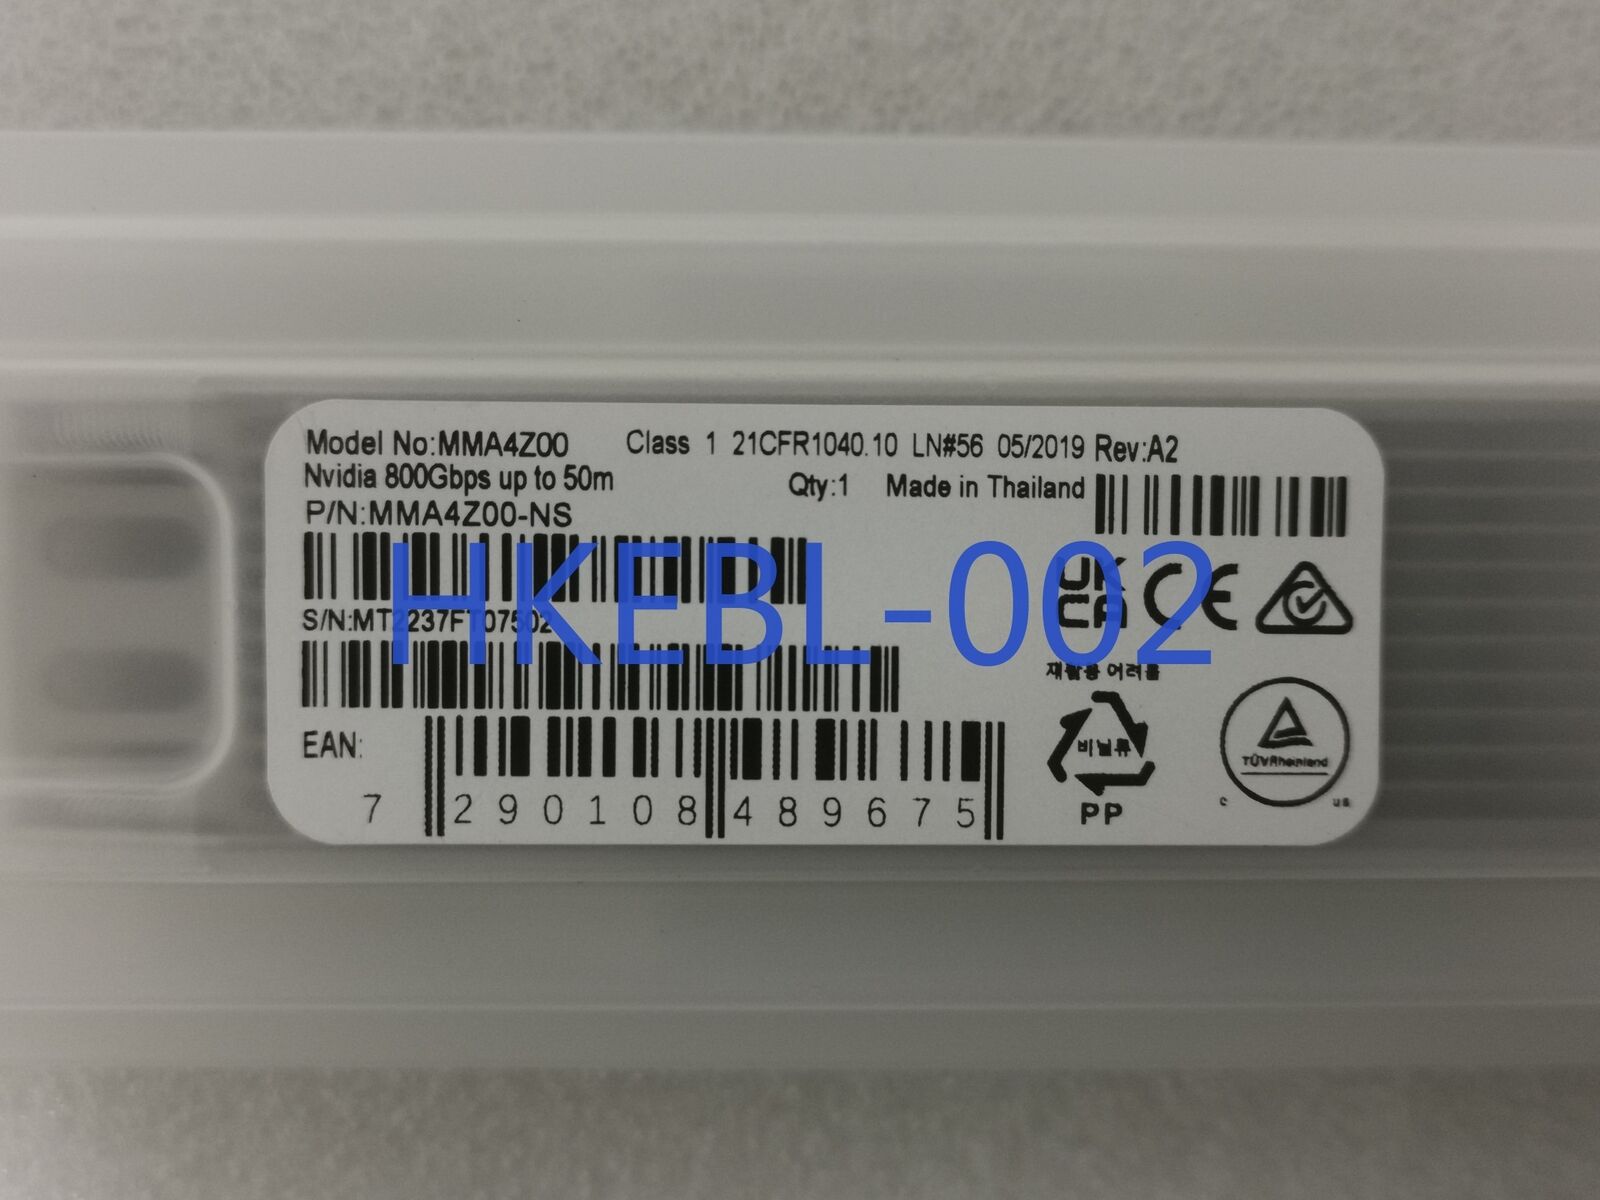 Model No:MMA4Z00 Class 1 21CFR1040.10 LN#56 05/2019 Rev:A2
Nvidia 800Gbps up to 50m Qty:1 Made in Thailand
P/N:MMA4Z00-NS
HKEBL-002
UK CA CE
S/N:MT2237FT07502
재활용 어려움
EAN:
비닐류
TÜVRheinland
c us
7 290108 489675
PP